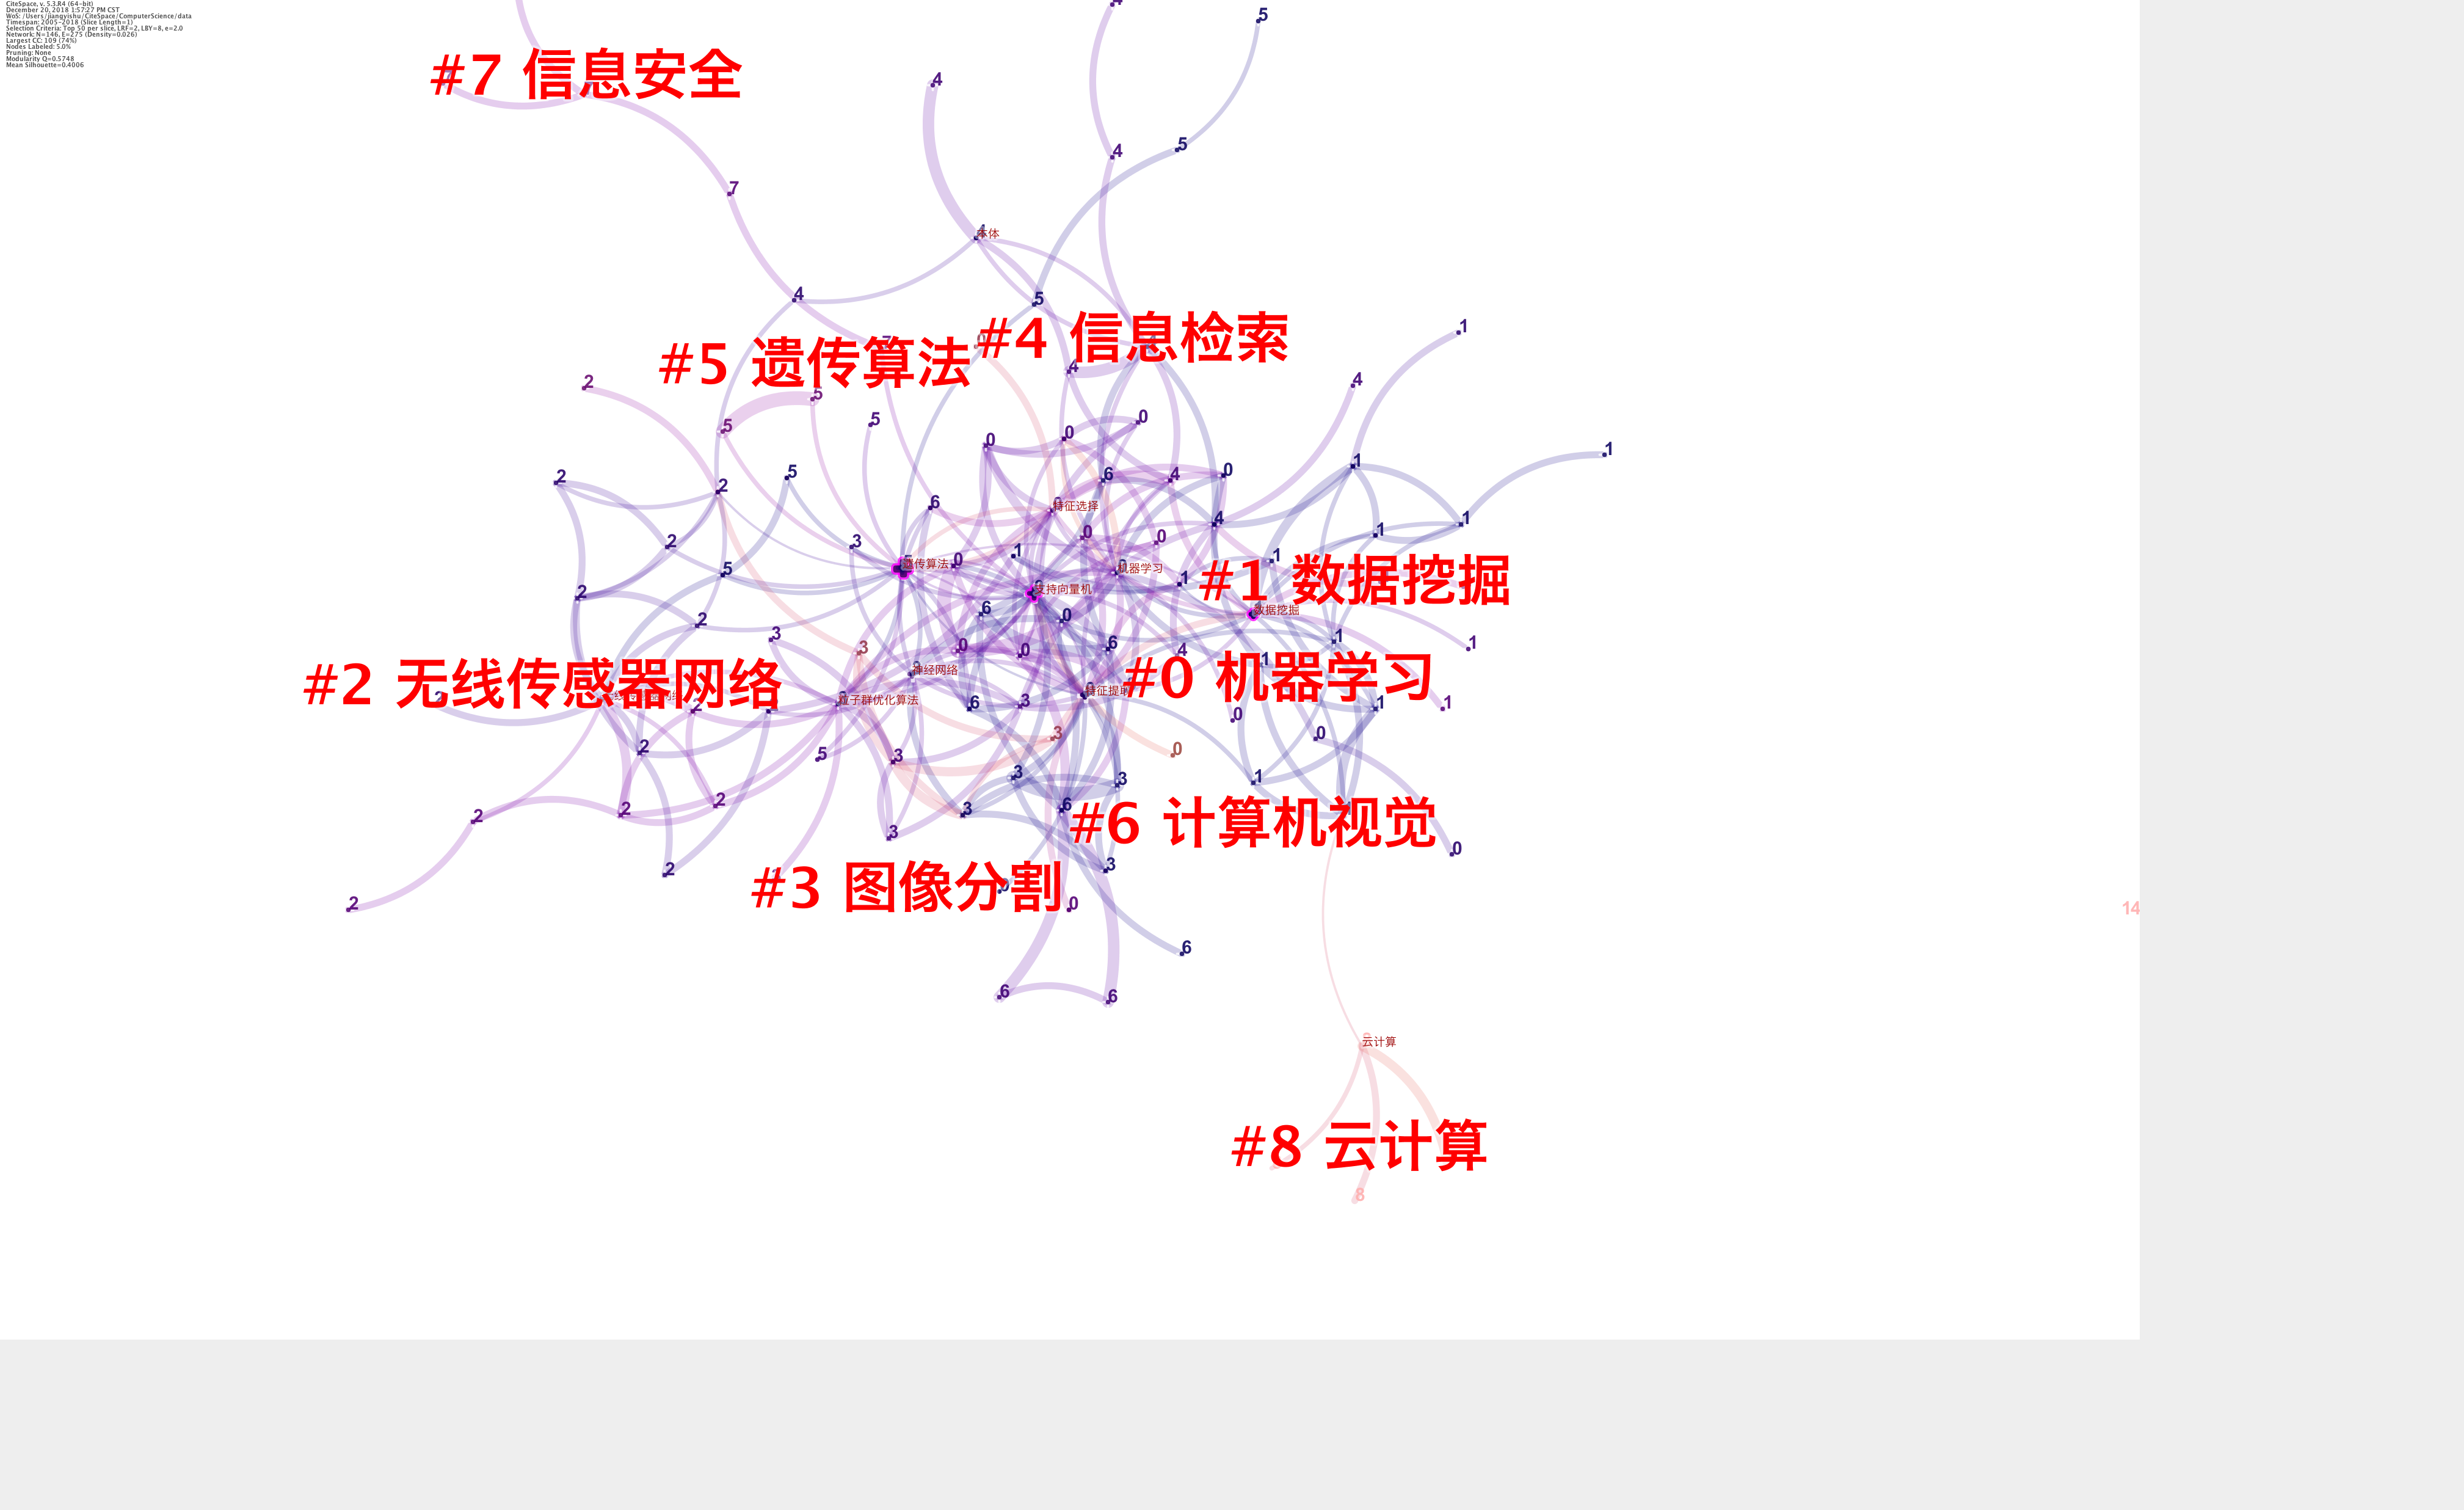 CiteSpace, v. 5.3.R4 (64-bit)
December 20, 2018 1:57:27 PM CST
WoS: /Users/jiangyishu/CiteSpace/ComputerScience/data
Timespan: 2005-2018 (Slice Length=1)
Selection Criteria: Top 50 per slice, LRF=2, LBY=8, e=2.0
Network: N=146, E=275 (Density=0.026)
Largest CC: 109 (74%)
Nodes Labeled: 5.0%
Pruning: None
Modularity Q=0.5748
Mean Silhouette=0.4006
#7 信息安全
本体
#4 信息检索
#5 遗传算法
特征选择
遗传算法
机器学习
支持向量机
#1 数据挖掘
数据挖掘
#0 机器学习
神经网络
#2 无线传感器网络
特征提取
粒子群优化算法
#6 计算机视觉
#3 图像分割
14
云计算
#8 云计算
8